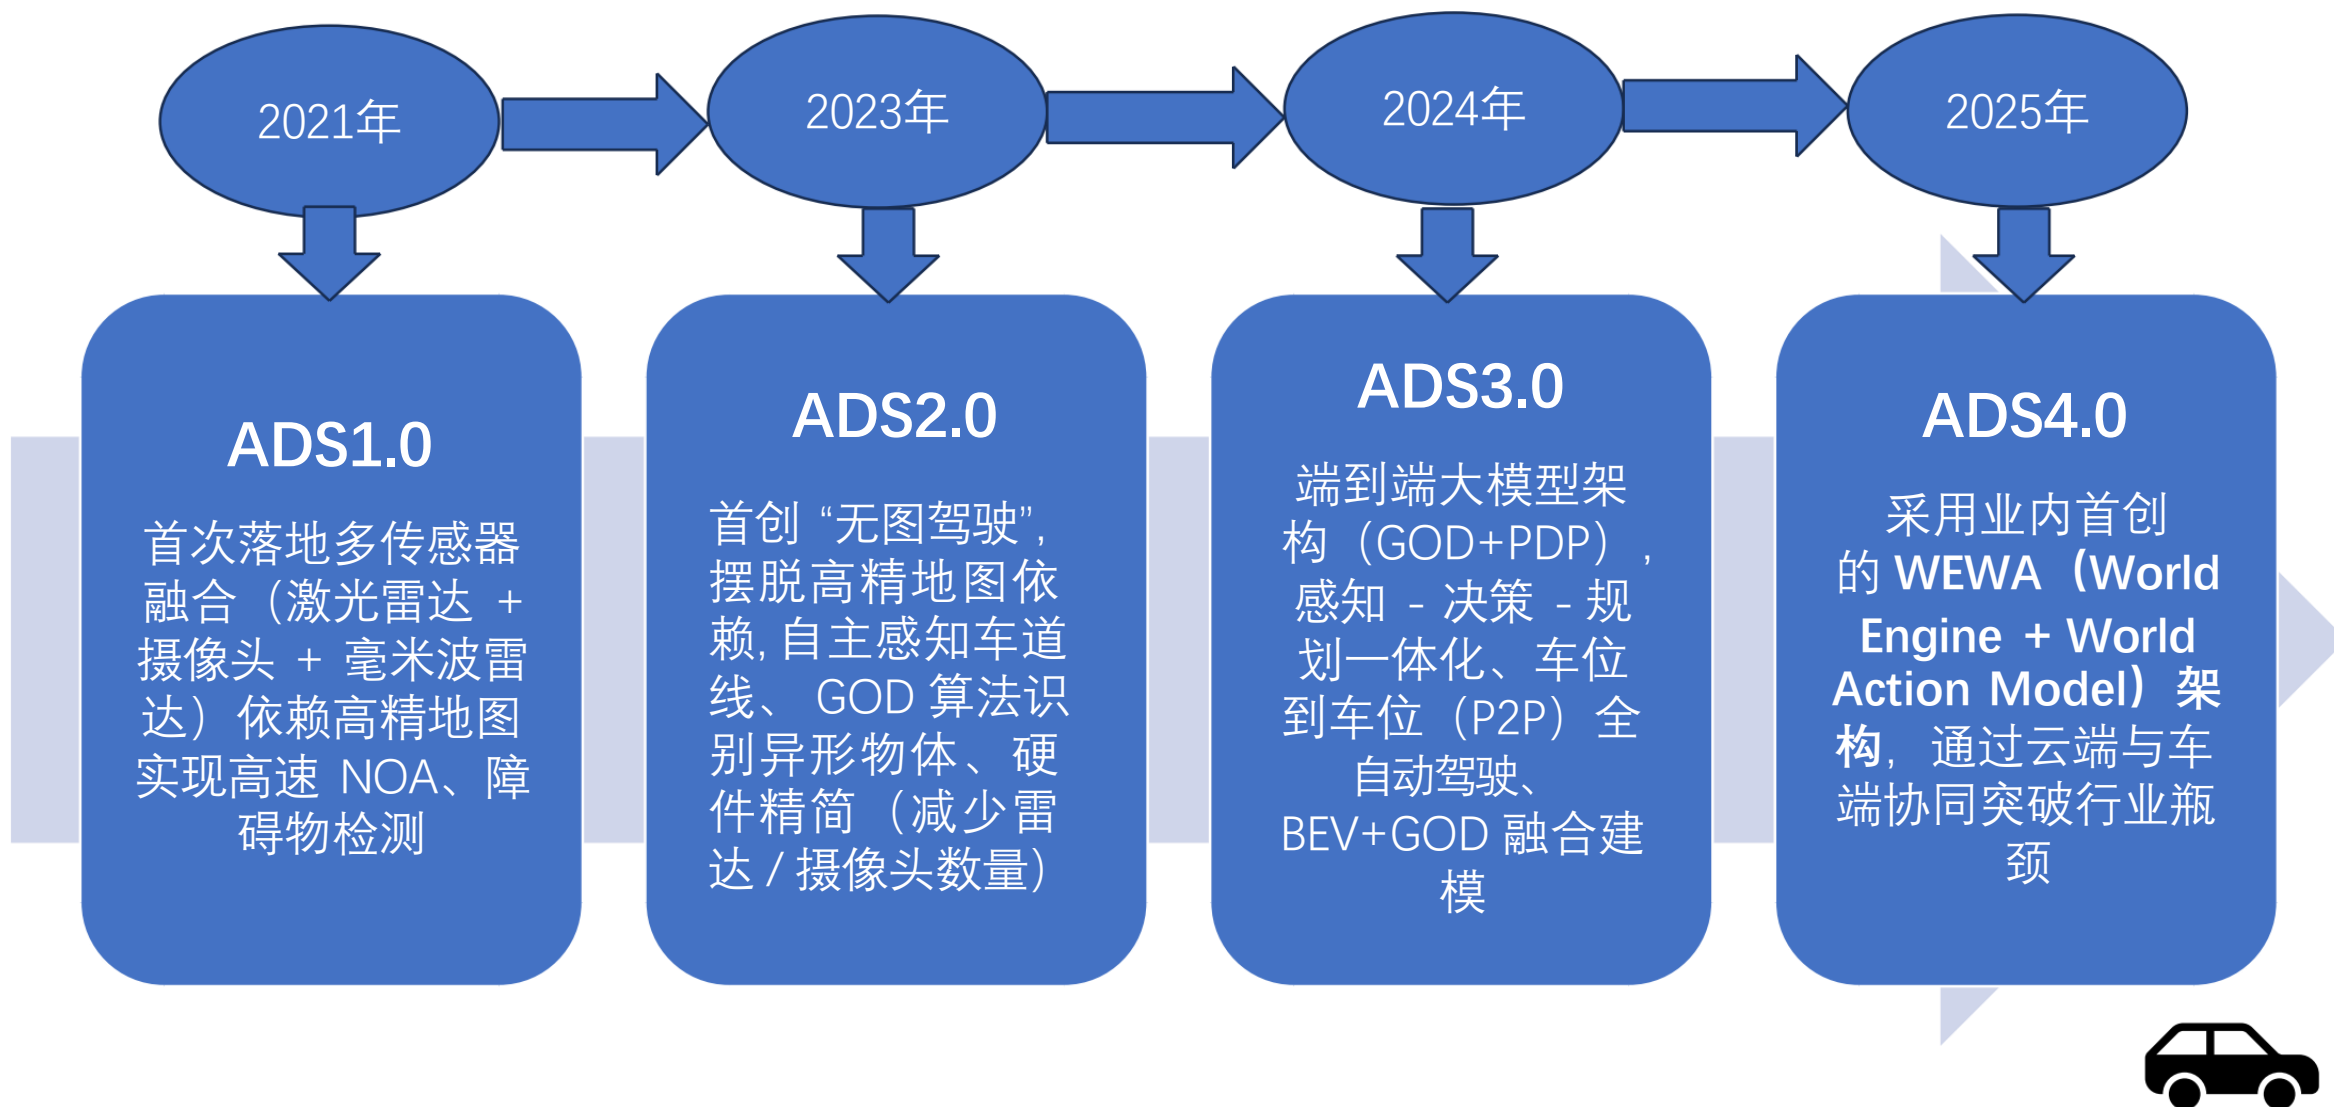 2021年
2023年
2024年
2025年
ADS1.0
首次落地多传感器
融合（激光雷达 +
摄像头 + 毫米波雷
达）依赖高精地图
实现高速 NOA、障
碍物检测
ADS2.0
首创 “无图驾驶”,
摆脱高精地图依
赖, 自主感知车道
线、 GOD 算法识
别异形物体、硬
件精简（减少雷
达 / 摄像头数量）
ADS3.0
端到端大模型架
构（GOD+PDP）,
感知 - 决策 - 规
划一体化、车位
到车位（P2P）全
自动驾驶、
BEV+GOD 融合建
模
ADS4.0
采用业内首创
的 WEWA（World
Engine + World
Action Model）架
构, 通过云端与车
端协同突破行业瓶
颈